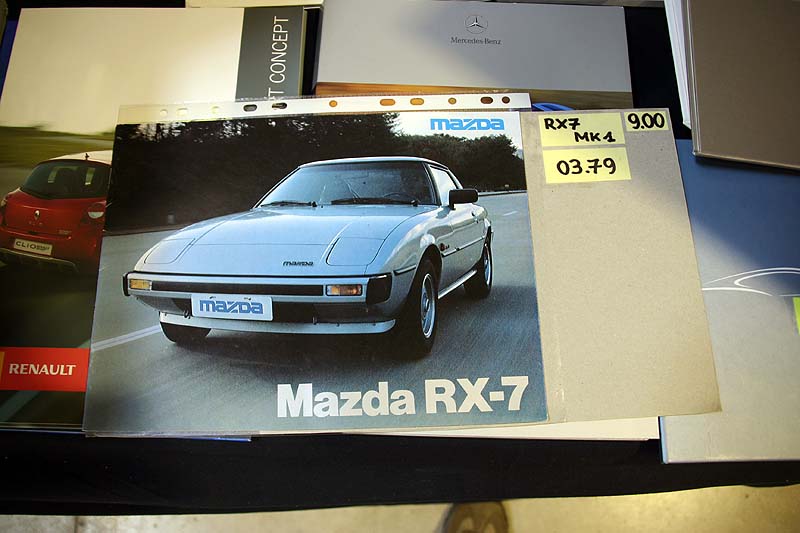 T CONCEPT
Mercedes-Benz
mazda
RX7
MK1
9.00
03.79
mazda
mazda
Mazda RX-7
CLIO
RENAULT